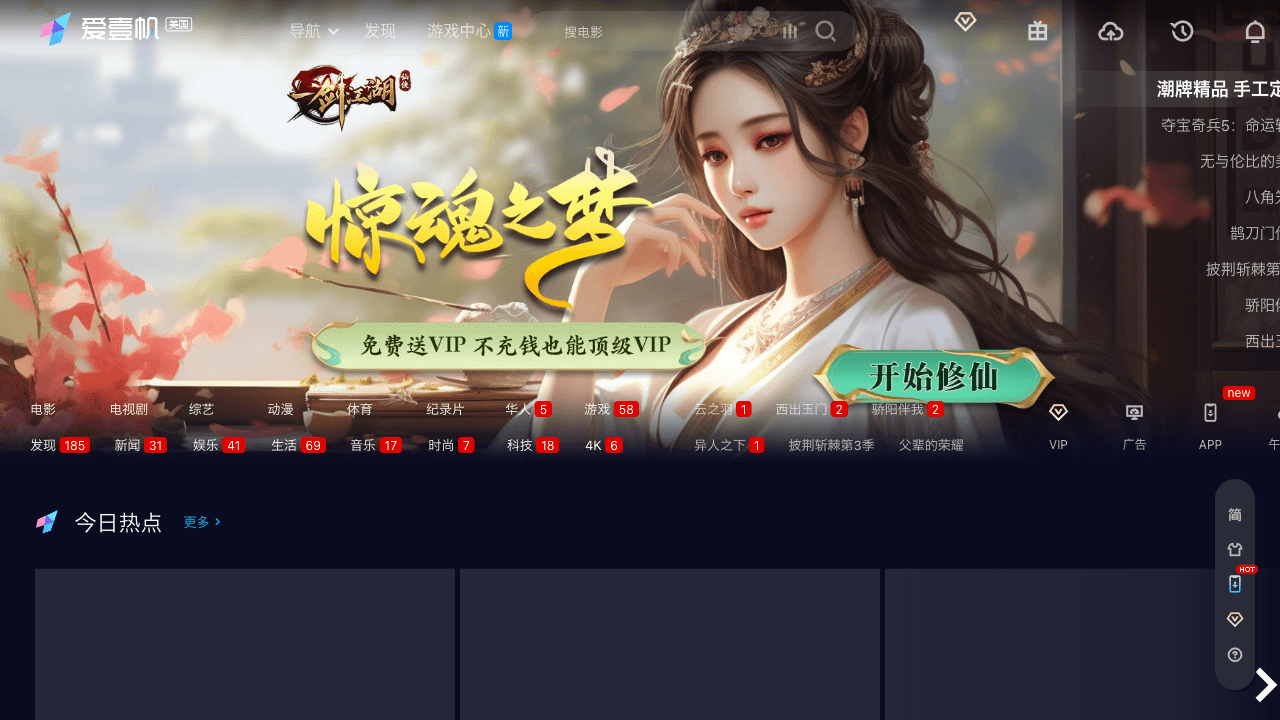 爱壹帆 美国 导航 发现 游戏中心 新 搜电影
一剑江湖 仙侠
惊魂之梦
免费送VIP 不充钱也能顶级VIP
开始修仙
潮牌精品 手工定
夺宝奇兵5：命运
无与伦比的
八角
鹊刀门
披荆斩棘第
骄阳
西出
new
电影 电视剧 综艺 动漫 体育 纪录片 华人 5 游戏 58 云之羽 1 西出玉门 2 骄阳伴我 2
发现 185 新闻 31 娱乐 41 生活 69 音乐 17 时尚 7 科技 18 4K 6 异人之下 1 披荆斩棘第3季 父辈的荣耀 VIP 广告 APP 午
今日热点 更多
简
HOT